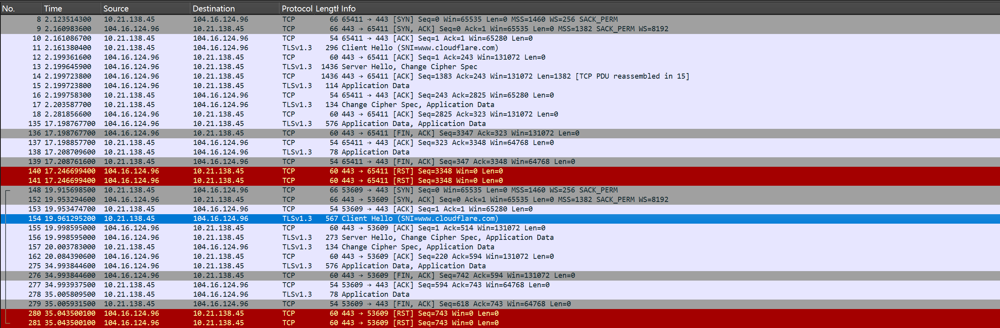 No. Time Source Destination Protocol Length Info
8 2.123514300 10.21.138.45 104.16.124.96 TCP 66 65411 → 443 [SYN] Seq=0 Win=65535 Len=0 MSS=1460 WS=256 SACK_PERM
9 2.160983600 104.16.124.96 10.21.138.45 TCP 66 443 → 65411 [SYN, ACK] Seq=0 Ack=1 Win=65535 Len=0 MSS=1382 SACK_PERM WS=8192
10 2.161086700 10.21.138.45 104.16.124.96 TCP 54 65411 → 443 [ACK] Seq=1 Ack=1 Win=65280 Len=0
11 2.161380400 10.21.138.45 104.16.124.96 TLSv1.3 296 Client Hello (SNI=www.cloudflare.com)
12 2.199361600 104.16.124.96 10.21.138.45 TCP 60 443 → 65411 [ACK] Seq=1 Ack=243 Win=131072 Len=0
13 2.199645900 104.16.124.96 10.21.138.45 TLSv1.3 1436 Server Hello, Change Cipher Spec
14 2.199723800 104.16.124.96 10.21.138.45 TCP 1436 443 → 65411 [ACK] Seq=1383 Ack=243 Win=131072 Len=1382 [TCP PDU reassembled in 15]
15 2.199723800 104.16.124.96 10.21.138.45 TLSv1.3 114 Application Data
16 2.199758300 10.21.138.45 104.16.124.96 TCP 54 65411 → 443 [ACK] Seq=243 Ack=2825 Win=65280 Len=0
17 2.203587700 10.21.138.45 104.16.124.96 TLSv1.3 134 Change Cipher Spec, Application Data
18 2.281856600 104.16.124.96 10.21.138.45 TCP 60 443 → 65411 [ACK] Seq=2825 Ack=323 Win=131072 Len=0
135 17.198767700 104.16.124.96 10.21.138.45 TLSv1.3 576 Application Data, Application Data
136 17.198767700 104.16.124.96 10.21.138.45 TCP 60 443 → 65411 [FIN, ACK] Seq=3347 Ack=323 Win=131072 Len=0
137 17.198857700 10.21.138.45 104.16.124.96 TCP 54 65411 → 443 [ACK] Seq=323 Ack=3348 Win=64768 Len=0
138 17.208709600 10.21.138.45 104.16.124.96 TLSv1.3 78 Application Data
139 17.208761600 10.21.138.45 104.16.124.96 TCP 54 65411 → 443 [FIN, ACK] Seq=347 Ack=3348 Win=64768 Len=0
140 17.246699400 104.16.124.96 10.21.138.45 TCP 60 443 → 65411 [RST] Seq=3348 Win=0 Len=0
141 17.246699400 104.16.124.96 10.21.138.45 TCP 60 443 → 65411 [RST] Seq=3348 Win=0 Len=0
148 19.915698500 10.21.138.45 104.16.124.96 TCP 66 53609 → 443 [SYN] Seq=0 Win=65535 Len=0 MSS=1460 WS=256 SACK_PERM
152 19.953294600 104.16.124.96 10.21.138.45 TCP 66 443 → 53609 [SYN, ACK] Seq=0 Ack=1 Win=65535 Len=0 MSS=1382 SACK_PERM WS=8192
153 19.953474700 10.21.138.45 104.16.124.96 TCP 54 53609 → 443 [ACK] Seq=1 Ack=1 Win=65280 Len=0
154 19.961295200 10.21.138.45 104.16.124.96 TLSv1.3 567 Client Hello (SNI=www.cloudflare.com)
155 19.998595000 104.16.124.96 10.21.138.45 TCP 60 443 → 53609 [ACK] Seq=1 Ack=514 Win=131072 Len=0
156 19.998595000 104.16.124.96 10.21.138.45 TLSv1.3 273 Server Hello, Change Cipher Spec, Application Data
157 20.003783000 10.21.138.45 104.16.124.96 TLSv1.3 134 Change Cipher Spec, Application Data
162 20.084390600 104.16.124.96 10.21.138.45 TCP 60 443 → 53609 [ACK] Seq=220 Ack=594 Win=131072 Len=0
275 34.993844600 104.16.124.96 10.21.138.45 TLSv1.3 576 Application Data, Application Data
276 34.993844600 104.16.124.96 10.21.138.45 TCP 60 443 → 53609 [FIN, ACK] Seq=742 Ack=594 Win=131072 Len=0
277 34.993937500 10.21.138.45 104.16.124.96 TCP 54 53609 → 443 [ACK] Seq=594 Ack=743 Win=64768 Len=0
278 35.005809500 10.21.138.45 104.16.124.96 TLSv1.3 78 Application Data
279 35.005931500 10.21.138.45 104.16.124.96 TCP 54 53609 → 443 [FIN, ACK] Seq=618 Ack=743 Win=64768 Len=0
280 35.043500100 104.16.124.96 10.21.138.45 TCP 60 443 → 53609 [RST] Seq=743 Win=0 Len=0
281 35.043500100 104.16.124.96 10.21.138.45 TCP 60 443 → 53609 [RST] Seq=743 Win=0 Len=0